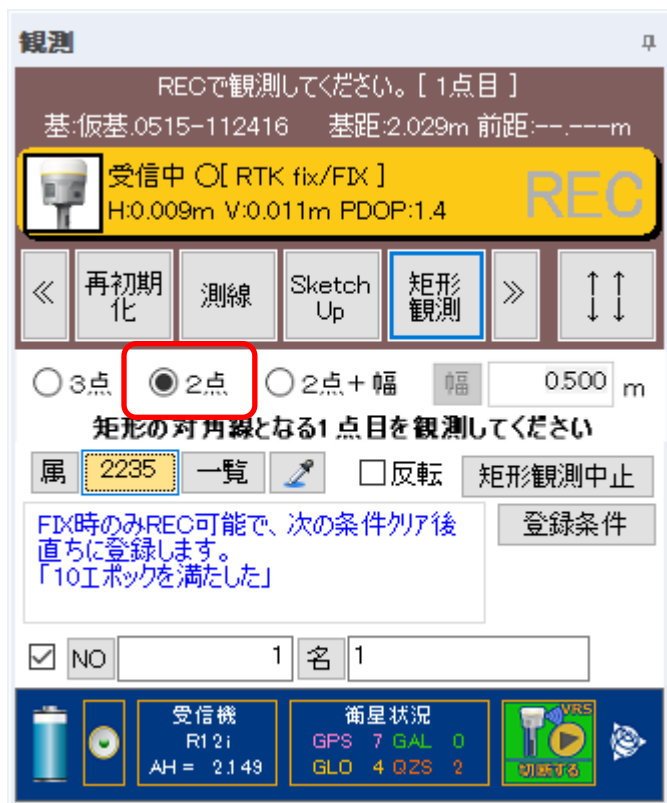 観測
RECで観測してください。[ 1点目 ]
基:仮基.0515-112416 基距:2.029m 前距:--.---m
受信中 〇[ RTK fix/FIX ]
H:0.009m V:0.011m PDOP:1.4
REC
≪ 再初期化 測線 Sketch Up 矩形観測 ≫ ↑↑↓↓
3点 2点 2点+幅 幅 0.500 m
矩形の対角線となる1点目を観測してください
属 2235 一覧 反転 矩形観測中止
FIX時のみREC可能で、次の条件クリア後
直ちに登録します。
「10エポックを満たした」
登録条件
NO 1 名 1
受信機
R12i
AH = 2.149
衛星状況
GPS 7 GAL 0
GLO 4 QZS 2
VRS
切断する